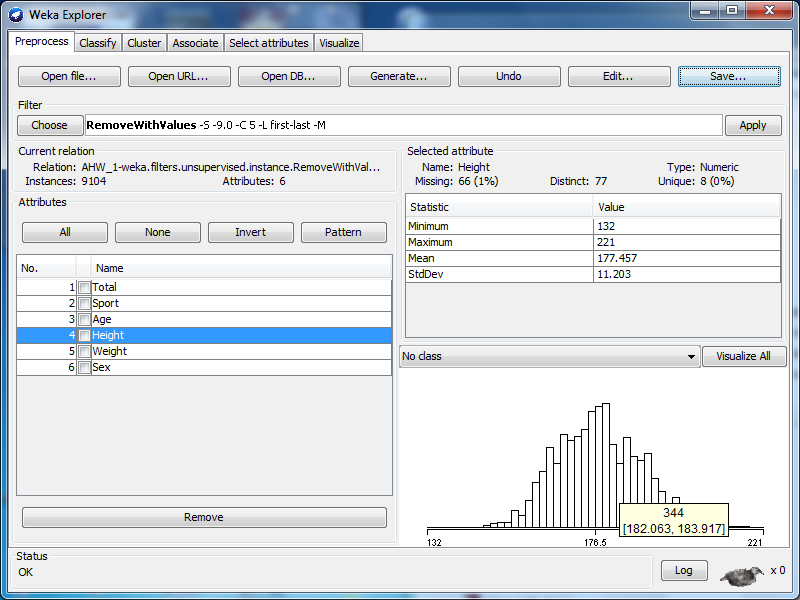 Weka Explorer
Preprocess Classify Cluster Associate Select attributes Visualize
Open file... Open URL... Open DB... Generate... Undo Edit... Save...
Filter
Choose RemoveWithValues -S -9.0 -C 5 -L first-last -M Apply
Current relation
Relation: AHW_1-weka.filters.unsupervised.instance.RemoveWithVal...
Instances: 9104 Attributes: 6
Attributes
All None Invert Pattern
No. Name
1 Total
2 Sport
3 Age
4 Height
5 Weight
6 Sex
Remove
Selected attribute
Name: Height Type: Numeric
Missing: 66 (1%) Distinct: 77 Unique: 8 (0%)
Statistic Value
Minimum 132
Maximum 221
Mean 177.457
StdDev 11.203
No class Visualize All
344
[182.063, 183.917]
132 176.5 221
Status
OK Log x 0